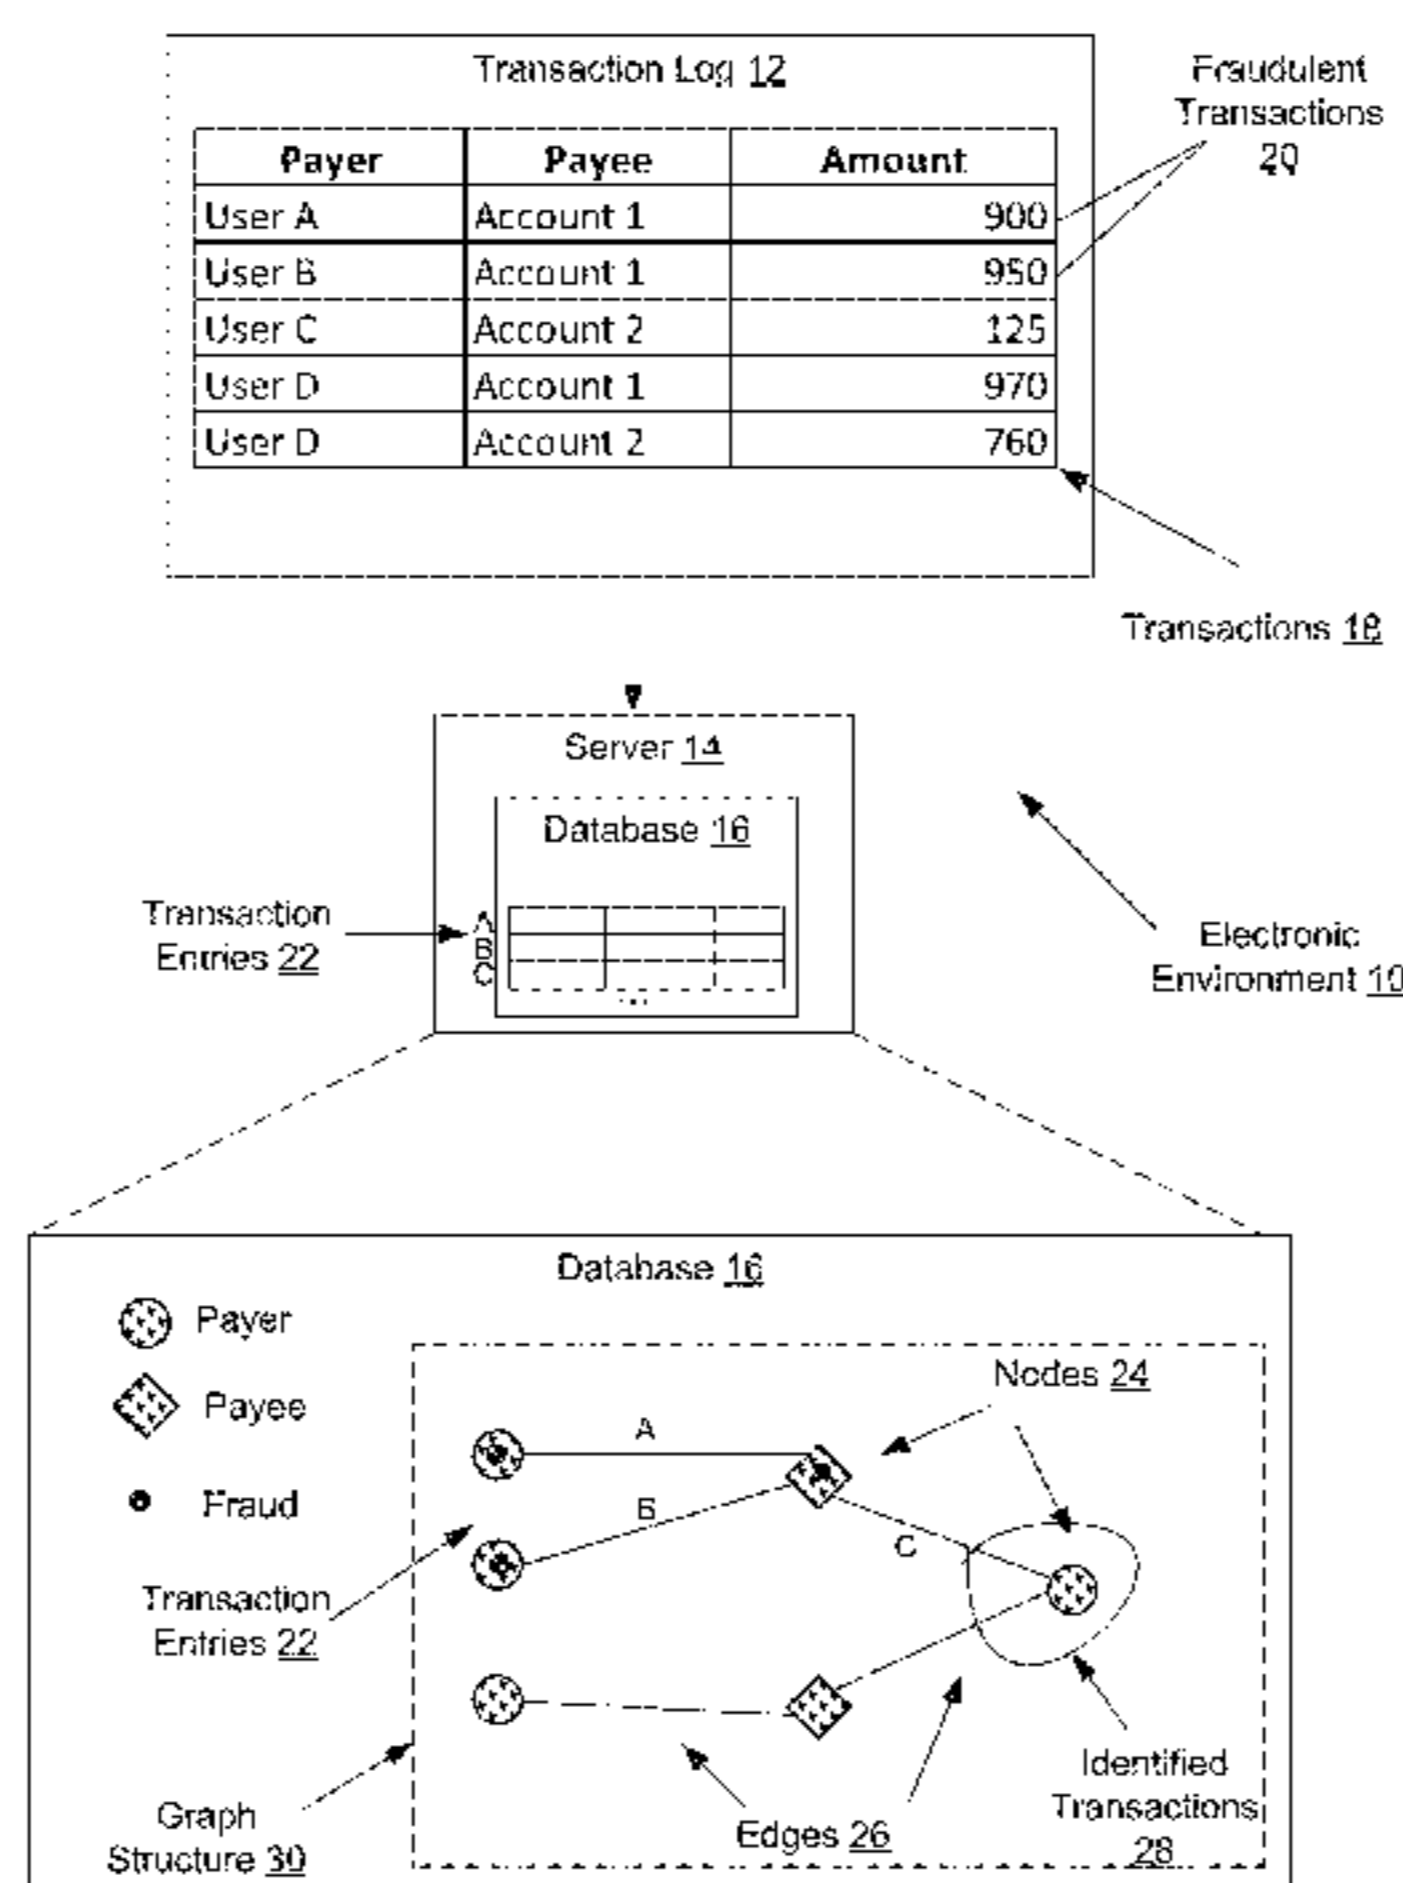 Transaction Log 12
Fraudulent
Transactions
20
Payer Payee Amount
User A Account 1 900
User B Account 1 950
User C Account 2 125
User D Account 1 970
User D Account 2 760
Transactions 18
Server 14
Database 16
Transaction
Entries 22
A
B
C
...
Electronic
Environment 10
Database 16
Payer
Payee
Fraud
Nodes 24
A
B
C
Transaction
Entries 22
Graph
Structure 30
Edges 26
Identified
Transactions
28